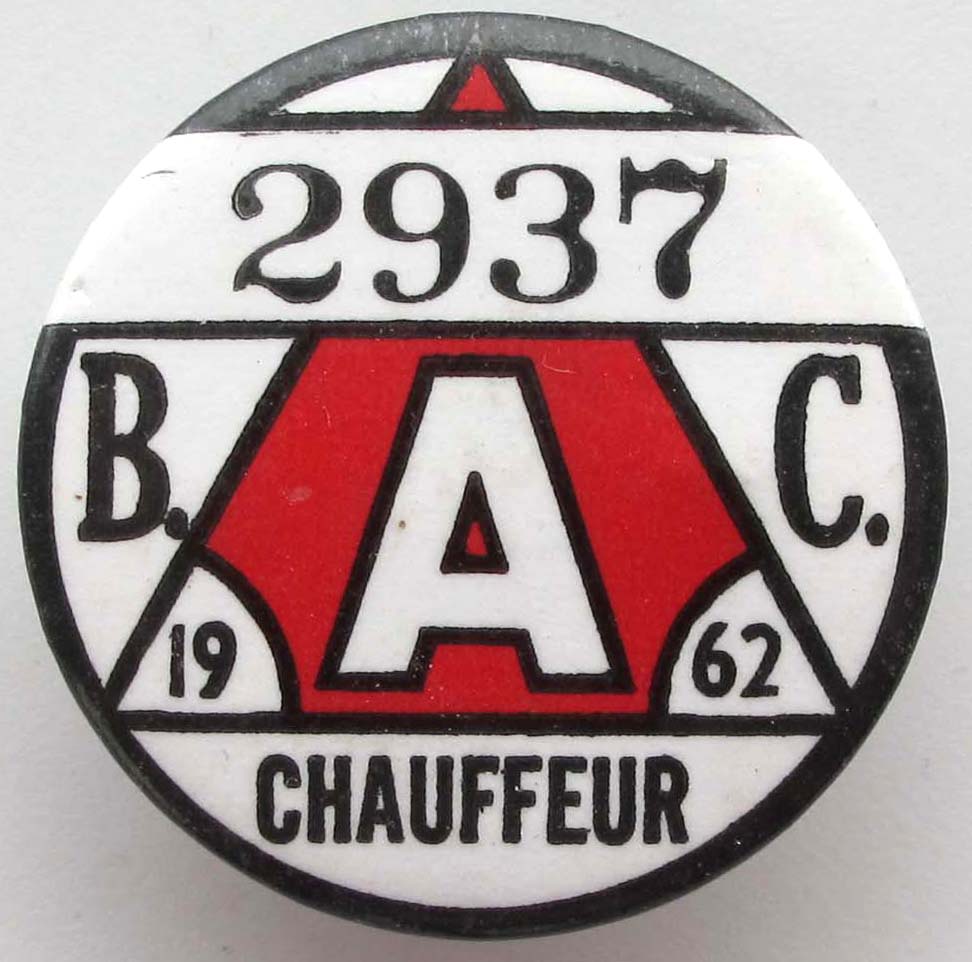 2937
B. A C.
19 62
CHAUFFEUR